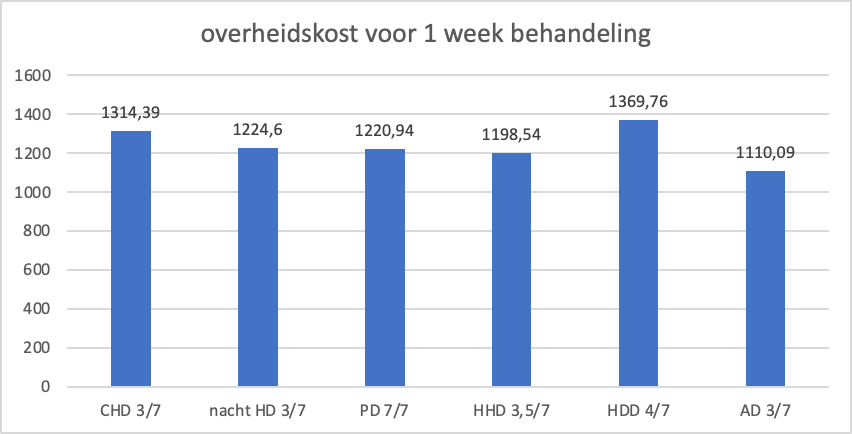 overheidskost voor 1 week behandeling
1600
1400
1200
1000
800
600
400
200
0
1314,39
1224,6
1220,94
1198,54
1369,76
1110,09
CHD 3/7
nacht HD 3/7
PD 7/7
HHD 3,5/7
HDD 4/7
AD 3/7